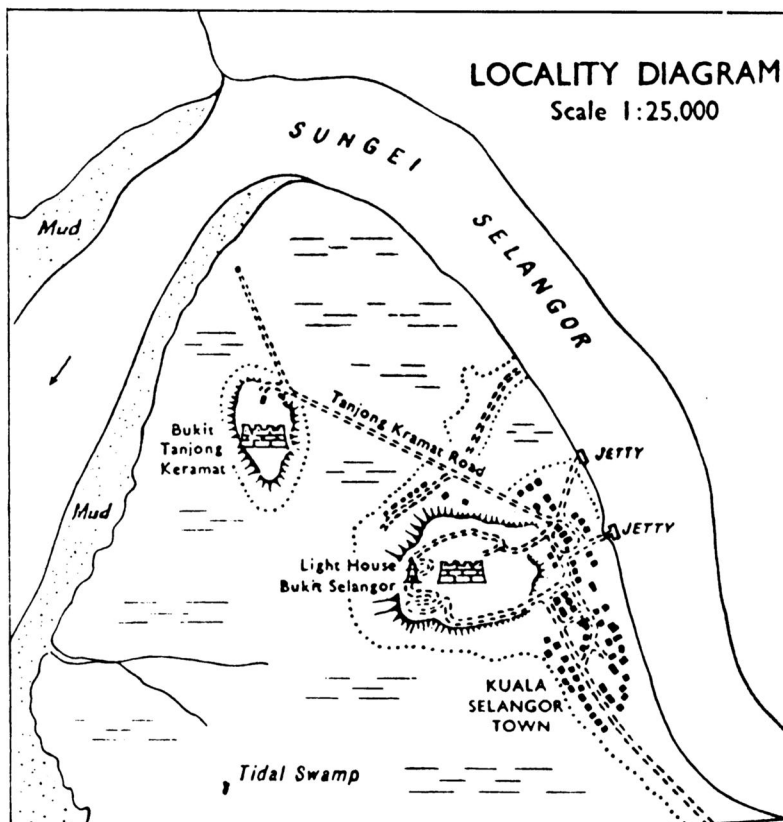 LOCALITY DIAGRAM
Scale 1:25,000
SUNGEI SELANGOR
Mud
Tanjong Kramat Road
Bukit
Tanjong
Keramat
JETTY
Mud
JETTY
Light House
Bukit Selangor
KUALA
SELANGOR
TOWN
Tidal Swamp